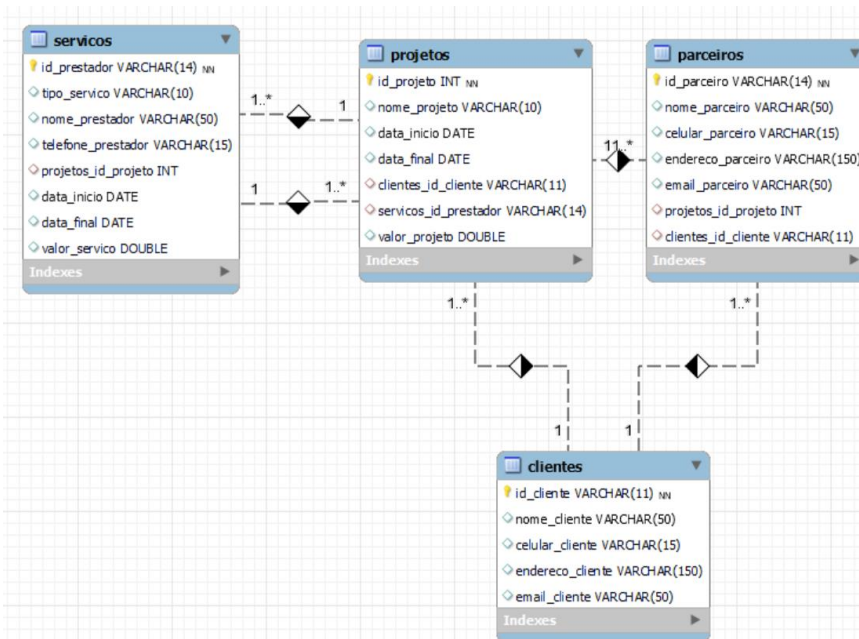 servicos
id_prestador VARCHAR(14) NN
tipo_servico VARCHAR(10)
nome_prestador VARCHAR(50)
telefone_prestador VARCHAR(15)
projetos_id_projeto INT
data_inicio DATE
data_final DATE
valor_servico DOUBLE
Indexes
1..*
1
1
1..*
projetos
id_projeto INT NN
nome_projeto VARCHAR(10)
data_inicio DATE
data_final DATE
clientes_id_cliente VARCHAR(11)
servicos_id_prestador VARCHAR(14)
valor_projeto DOUBLE
Indexes
11..*
parceiros
id_parceiro VARCHAR(14) NN
nome_parceiro VARCHAR(50)
celular_parceiro VARCHAR(15)
endereco_parceiro VARCHAR(150)
email_parceiro VARCHAR(50)
projetos_id_projeto INT
clientes_id_cliente VARCHAR(11)
Indexes
1..*
1..*
1
1
clientes
id_cliente VARCHAR(11) NN
nome_cliente VARCHAR(50)
celular_cliente VARCHAR(15)
endereco_cliente VARCHAR(150)
email_cliente VARCHAR(50)
Indexes